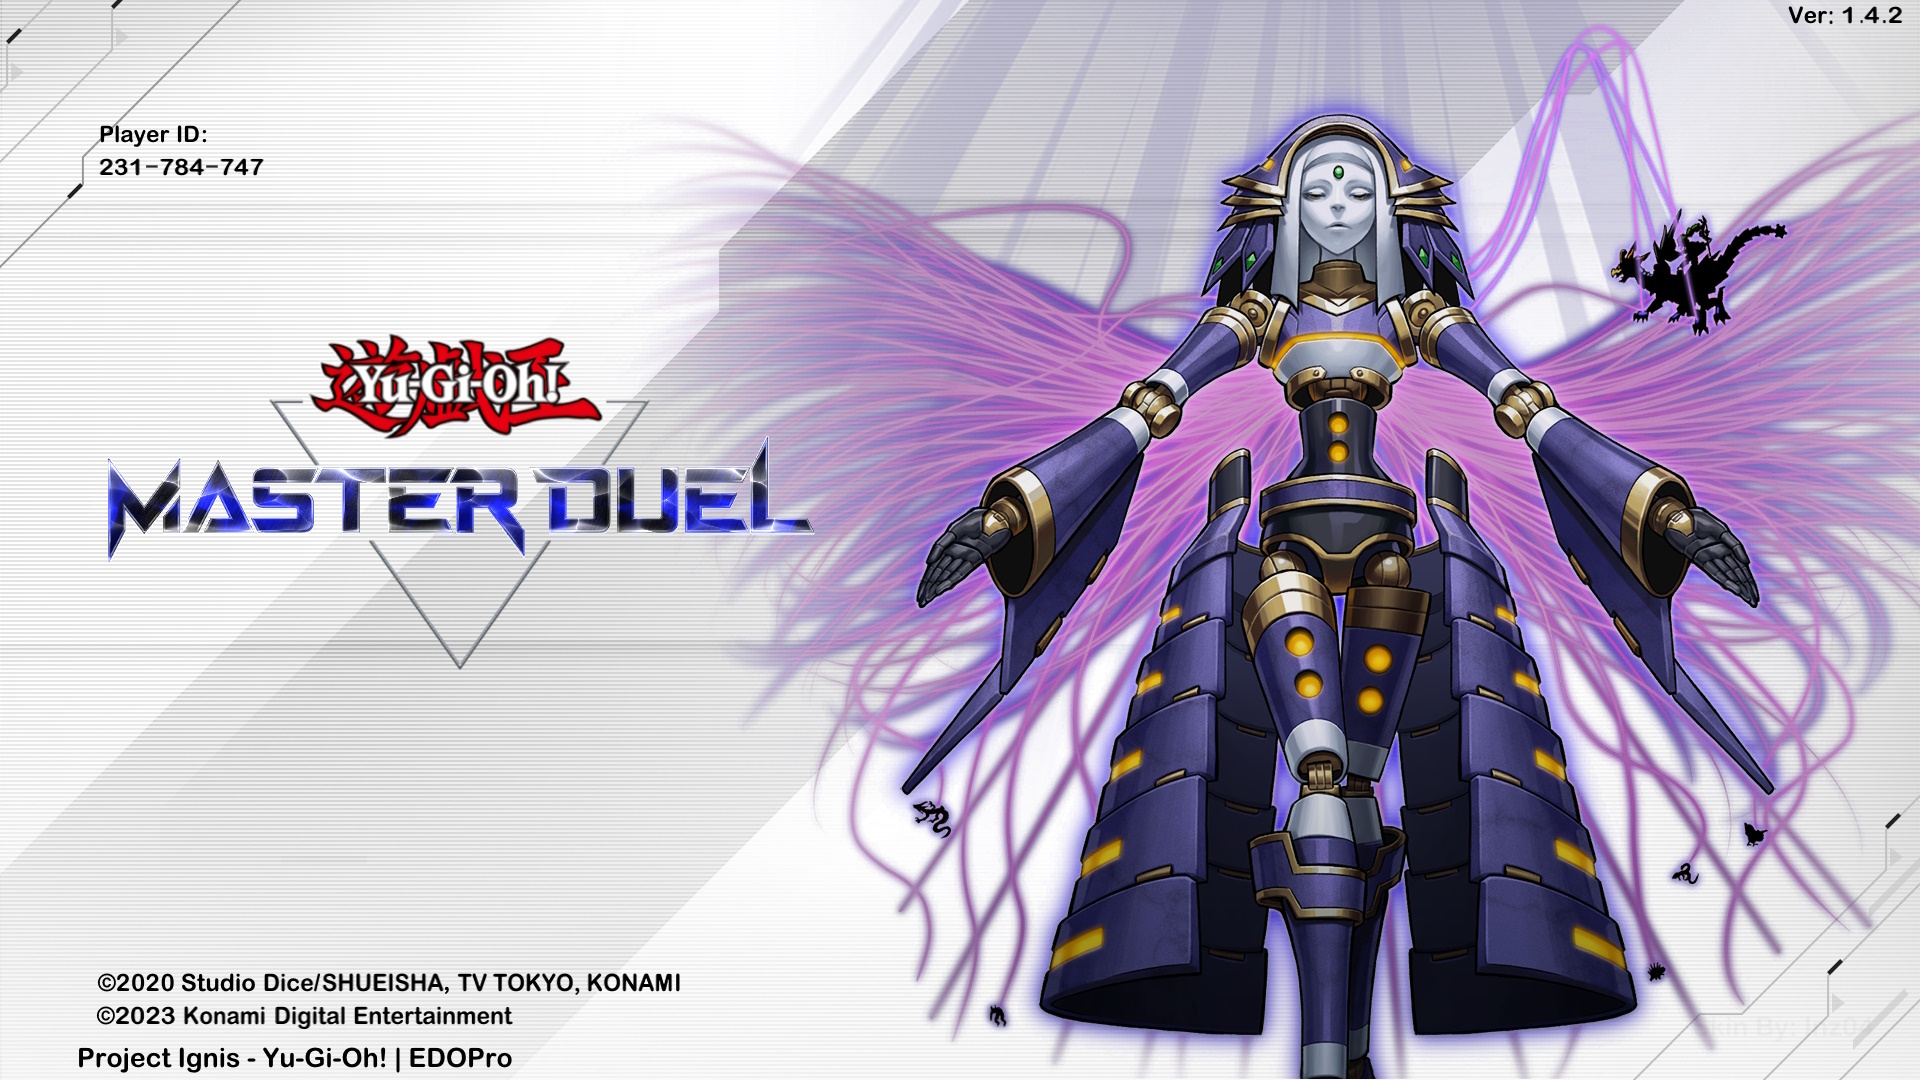 Ver: 1.4.2
Player ID:
231-784-747
遊戯王
Yu-Gi-Oh!
MASTER DUEL
©2020 Studio Dice/SHUEISHA, TV TOKYO, KONAMI
©2023 Konami Digital Entertainment
Project Ignis - Yu-Gi-Oh! | EDOPro